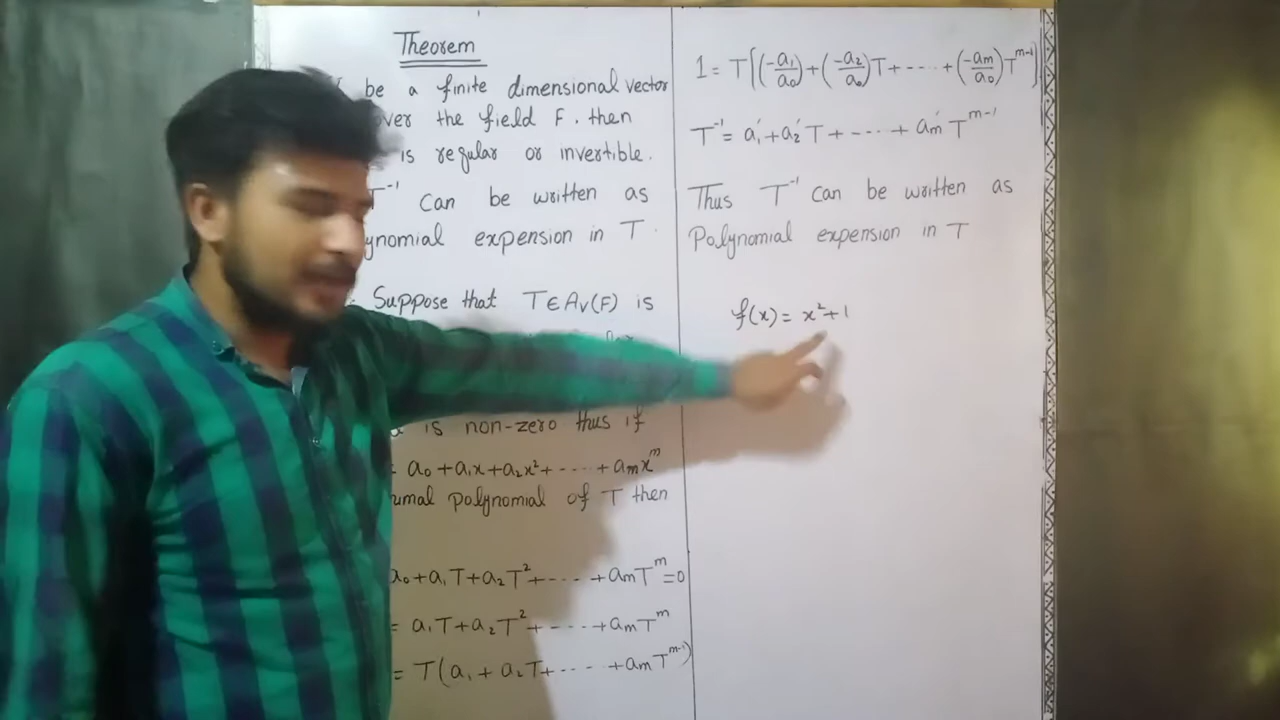 Theorem
be a finite dimensional vector
over the field F. then
is regular or invertible.
T⁻¹ Can be written as
ynomial expension in T.
Suppose that T∈Aᵥ(F) is
is non-zero thus if
= a₀ + a₁x + a₂x² + ---- + aₘxᵐ
imal polynomial of T then
a₀ + a₁T + a₂T² + ---- + aₘTᵐ = 0
= a₁T + a₂T² + ---- + aₘTᵐ
= T(a₁ + a₂T + ---- + aₘTᵐ⁻¹)
1 = T[(-a₁/a₀) + (-a₂/a₀)T + ---- + (-aₘ/a₀)Tᵐ⁻¹]
T⁻¹ = a₁' + a₂'T + ---- + aₘ'Tᵐ⁻¹
Thus T⁻¹ Can be written as
Polynomial expension in T
f(x) = x² + 1